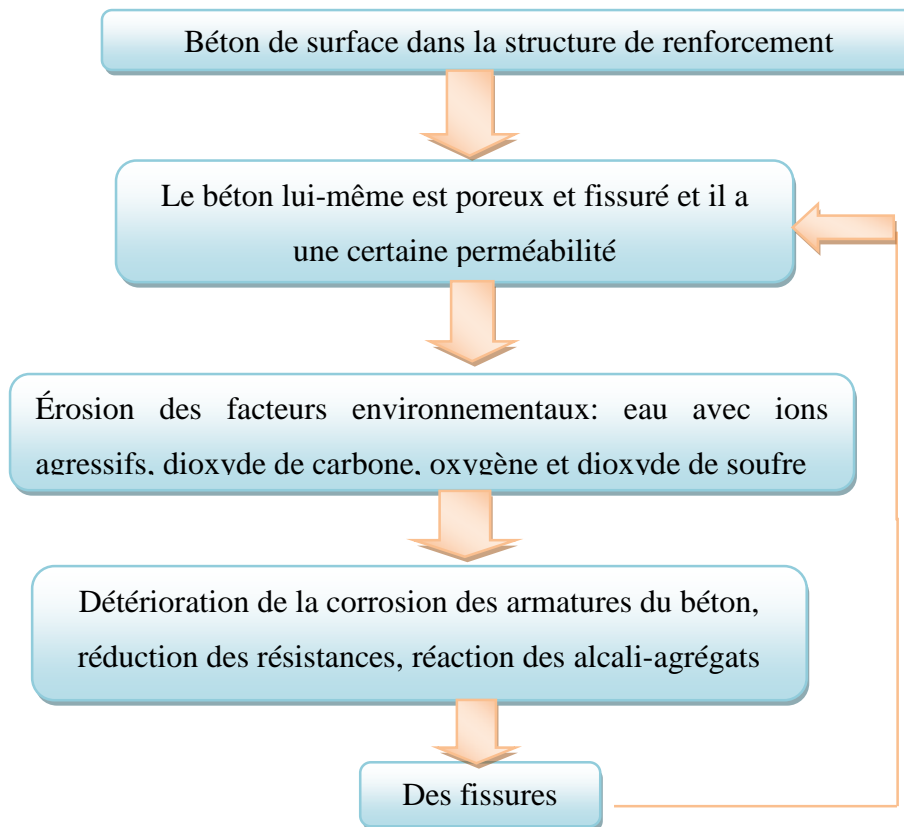 Béton de surface dans la structure de renforcement
Le béton lui-même est poreux et fissuré et il a
une certaine perméabilité
Érosion des facteurs environnementaux: eau avec ions
agressifs, dioxyde de carbone, oxygène et dioxyde de soufre
Détérioration de la corrosion des armatures du béton,
réduction des résistances, réaction des alcali-agrégats
Des fissures